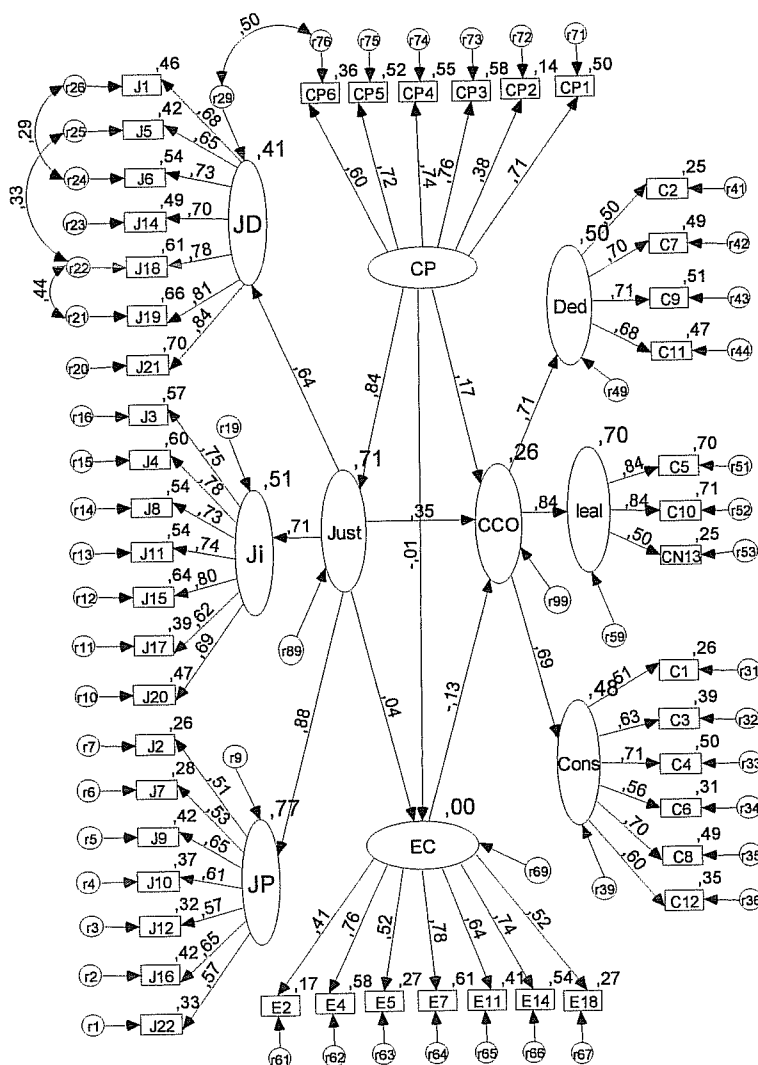 ,50
r76 r75 r74 r73 r72 r71
,36 ,52 ,55 ,58 ,14 ,50
CP6 CP5 CP4 CP3 CP2 CP1
,60 ,72 ,74 ,76 ,38 ,71
CP
r29
,41
JD
r26 J1 ,46 ,68
r25 J5 ,42 ,65
r24 J6 ,54 ,73
r23 J14 ,49 ,70
r22 J18 ,61 ,78
r21 J19 ,66 ,81
r20 J21 ,70 ,84
,29
,33
,44
,64
,84
,17
-,01
r16 J3 ,57 ,75
r15 J4 ,60 ,78
r14 J8 ,54 ,73
r13 J11 ,54 ,74
r12 J15 ,64 ,80
r11 J17 ,39 ,62
r10 J20 ,47 ,69
r19
,51
Ji
,71
,71
Just
r89
,35
,26
CCO
r99
,88
,04
-,13
r7 J2 ,26 ,51
r6 J7 ,28 ,53
r5 J9 ,42 ,65
r4 J10 ,37 ,61
r3 J12 ,32 ,57
r2 J16 ,42 ,65
r1 J22 ,33 ,57
r9
,77
JP
,00
EC
r69
,41 ,76 ,52 ,78 ,64 ,74 ,52
,17 ,58 ,27 ,61 ,41 ,54 ,27
E2 E4 E5 E7 E11 E14 E18
r61 r62 r63 r64 r65 r66 r67
,71
,50
Ded
r49
,50 C2 ,25 r41
,70 C7 ,49 r42
,71 C9 ,51 r43
,68 C11 ,47 r44
,84
,70
leal
r59
,84 C5 ,70 r51
,84 C10 ,71 r52
,50 CN13 ,25 r53
,69
,48
Cons
r39
,51 C1 ,26 r31
,63 C3 ,39 r32
,71 C4 ,50 r33
,56 C6 ,31 r34
,70 C8 ,49 r35
,60 C12 ,35 r36